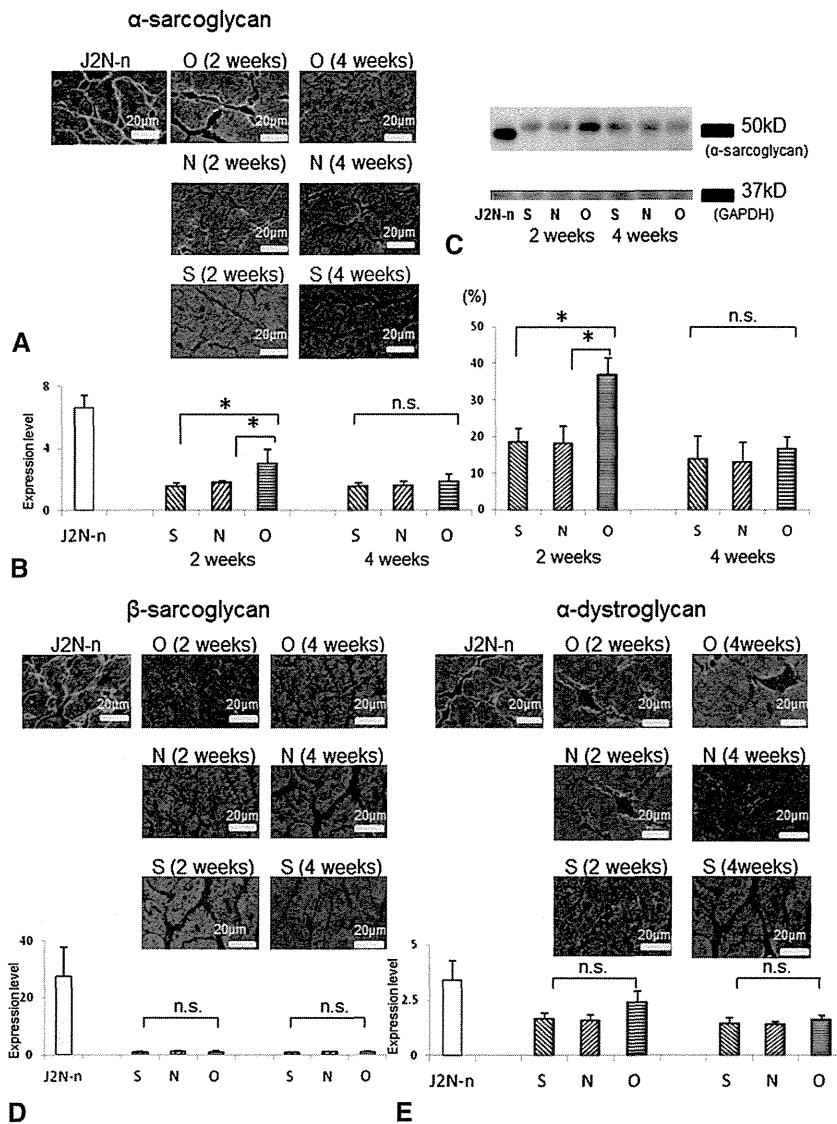 α-sarcoglycan
J2N-n
O (2 weeks)
O (4 weeks)
20μm
20μm
20μm
N (2 weeks)
N (4 weeks)
20μm
20μm
S (2 weeks)
S (4 weeks)
20μm
20μm
A
50kD
(α-sarcoglycan)
37kD
(GAPDH)
J2N-n S N O S N O
2 weeks 4 weeks
C
8
4
0
Expression level
*
*
n.s.
J2N-n
S N O
S N O
2 weeks
4 weeks
B
(%)
50
40
30
20
10
0
*
*
n.s.
S N O
S N O
2 weeks
4 weeks
β-sarcoglycan
J2N-n
O (2 weeks)
O (4 weeks)
20μm
20μm
20μm
N (2 weeks)
N (4 weeks)
20μm
20μm
S (2 weeks)
S (4 weeks)
20μm
20μm
40
20
0
Expression level
n.s.
n.s.
J2N-n
S N O
S N O
D
α-dystroglycan
J2N-n
O (2 weeks)
O (4weeks)
20μm
20μm
20μm
N (2 weeks)
N (4 weeks)
20μm
20μm
S (2 weeks)
S (4weeks)
20μm
20μm
5
2.5
0
Expression level
n.s.
n.s.
J2N-n
S N O
S N O
E